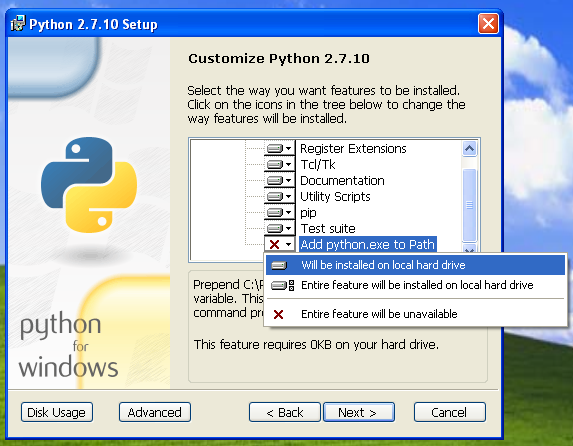 Python 2.7.10 Setup
Customize Python 2.7.10
Select the way you want features to be installed.
Click on the icons in the tree below to change the
way features will be installed.
Register Extensions
Tcl/Tk
Documentation
Utility Scripts
pip
Test suite
Add python.exe to Path
Will be installed on local hard drive
Entire feature will be installed on local hard drive
Entire feature will be unavailable
Prepend C:\
variable. This
command
This feature requires 0KB on your hard drive.
python
for
windows
Disk Usage
Advanced
< Back
Next >
Cancel